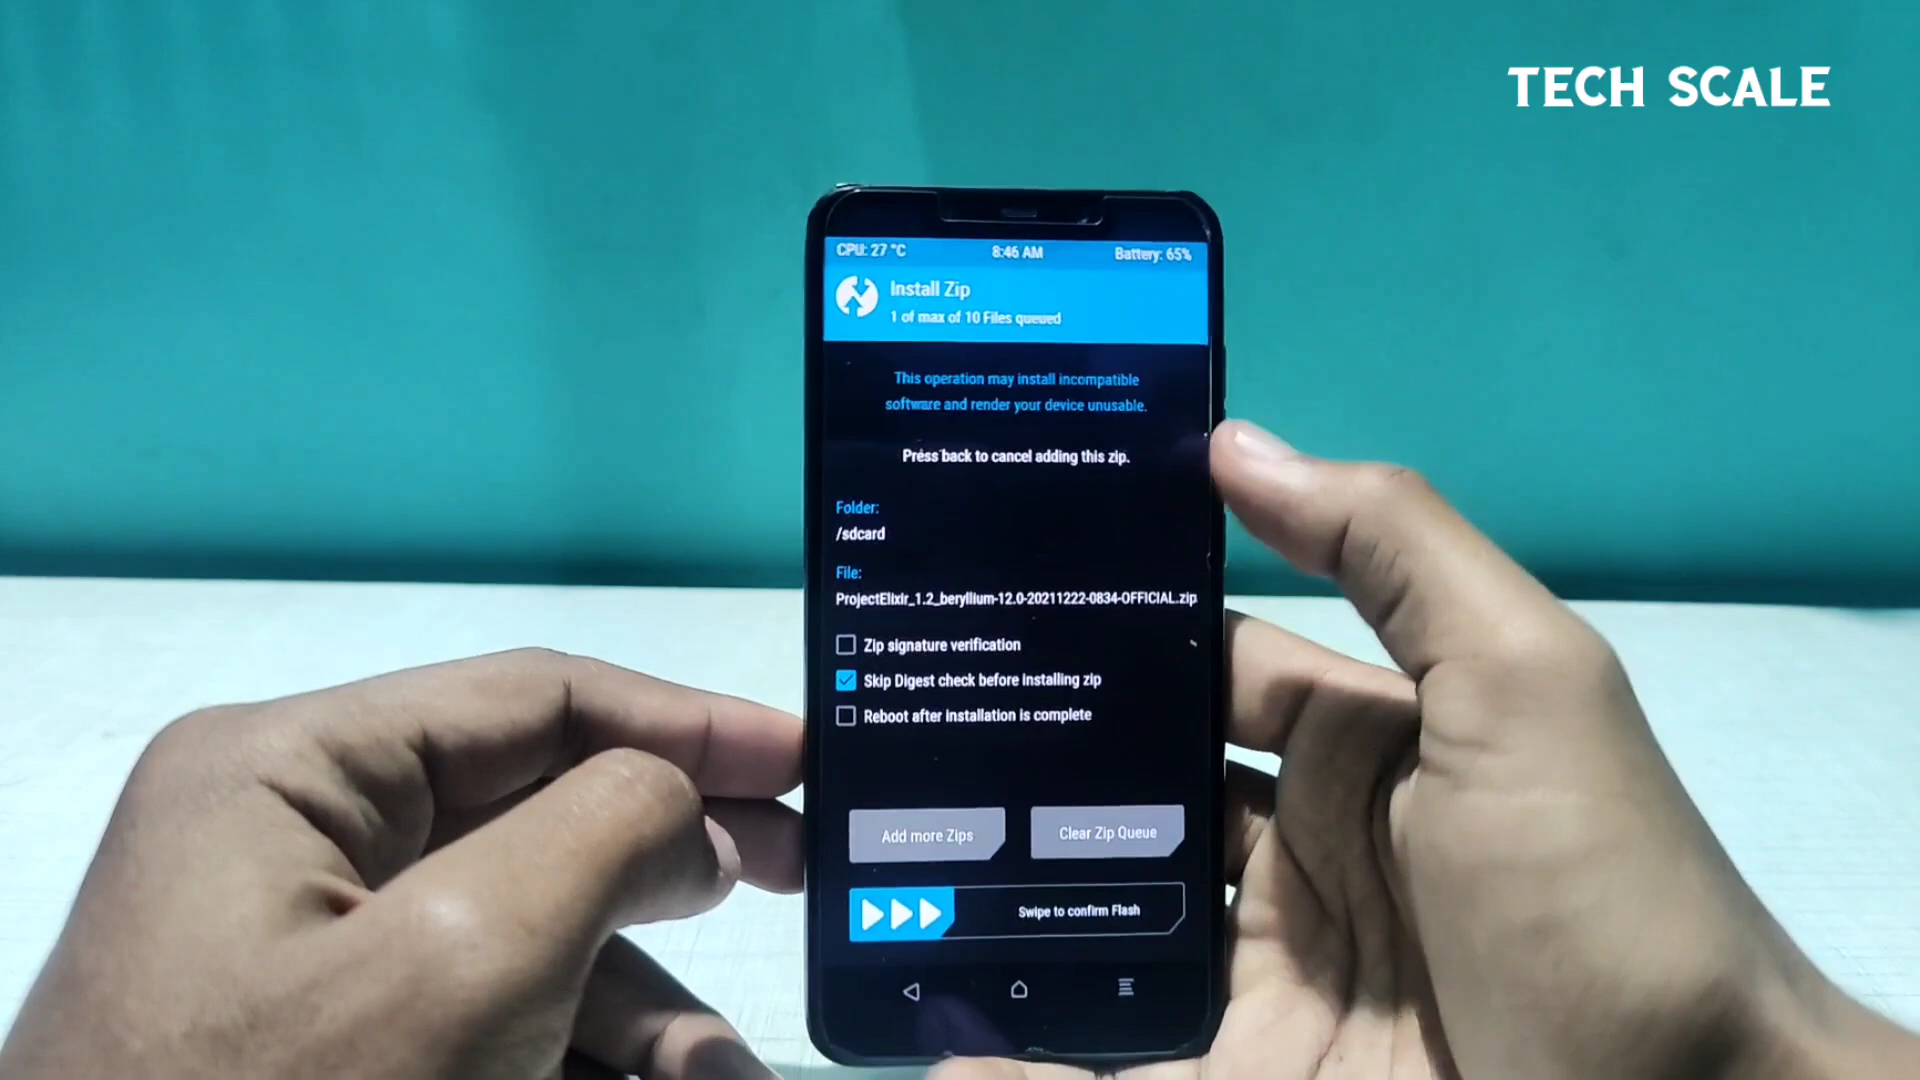 TECH SCALE
CPU: 27 °C 8:46 AM Battery: 65%
Install Zip
1 of max of 10 Files queued
This operation may install incompatible
software and render your device unusable.
Press back to cancel adding this zip.
Folder:
/sdcard
File:
ProjectElixir_1.2_beryllium-12.0-20211222-0834-OFFICIAL.zip
Zip signature verification
Skip Digest check before installing zip
Reboot after installation is complete
Add more Zips Clear Zip Queue
Swipe to confirm Flash